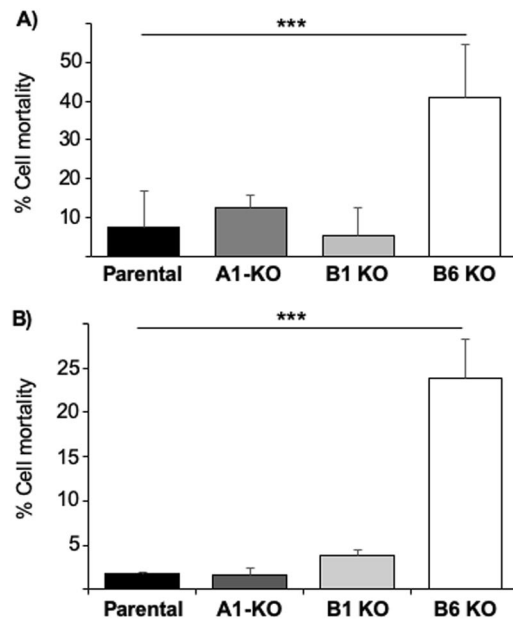 A)
***
% Cell mortality
50
40
30
20
10
Parental A1-KO B1 KO B6 KO
B)
***
% Cell mortality
25
20
15
10
5
Parental A1-KO B1 KO B6 KO